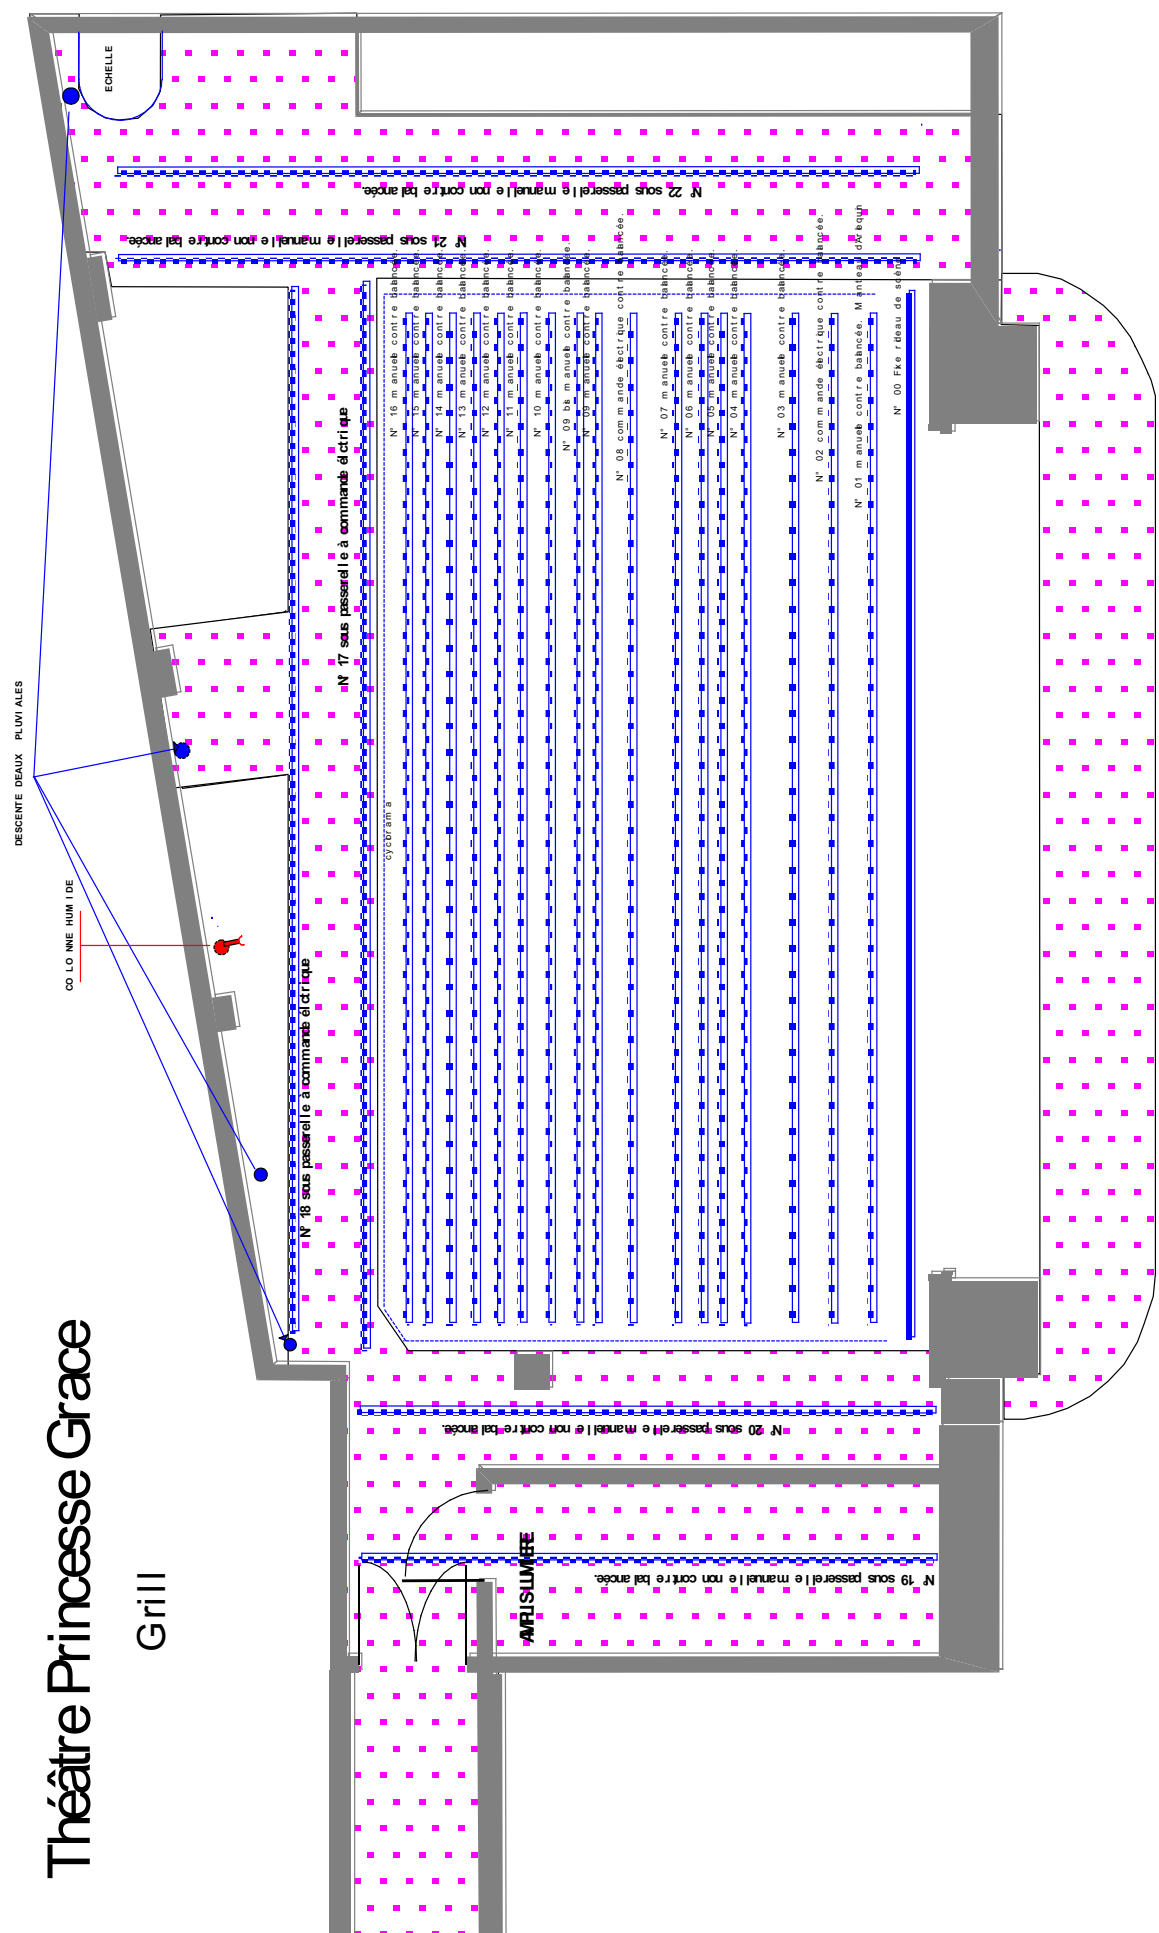 Théâtre Princesse Grace
Grill
DESCENTE DEAUX PLUVIALES
COLONNE HUMIDE
ECHELLE
N° 22 sous passerelle manuelle non contre balancée.
N° 21 sous passerelle manuelle non contre balancée.
N° 18 sous passerelle à commande élctrique
N° 17 sous passerelle à commande élctrique
cyclorama
N° 16 manuelle contre balancée.
N° 15 manuelle contre balancée.
N° 14 manuelle contre balancée.
N° 13 manuelle contre balancée.
N° 12 manuelle contre balancée.
N° 11 manuelle contre balancée.
N° 10 manuelle contre balancée.
N° 09 bis manuelle contre balancée.
N° 09 manuelle contre balancée.
N° 08 commande électrique contre balancée.
N° 07 manuelle contre balancée.
N° 06 manuelle contre balancée.
N° 05 manuelle contre balancée.
N° 04 manuelle contre balancée.
N° 03 manuelle contre balancée.
N° 02 commande électrique contre balancée.
N° 01 manuelle contre balancée. Manteau d'Arlequin
N° 00 Fixe rideau de scène
N° 20 sous passerelle manuelle non contre balancée.
N° 19 sous passerelle manuelle non contre balancée.
AMPLIS LUMIERE